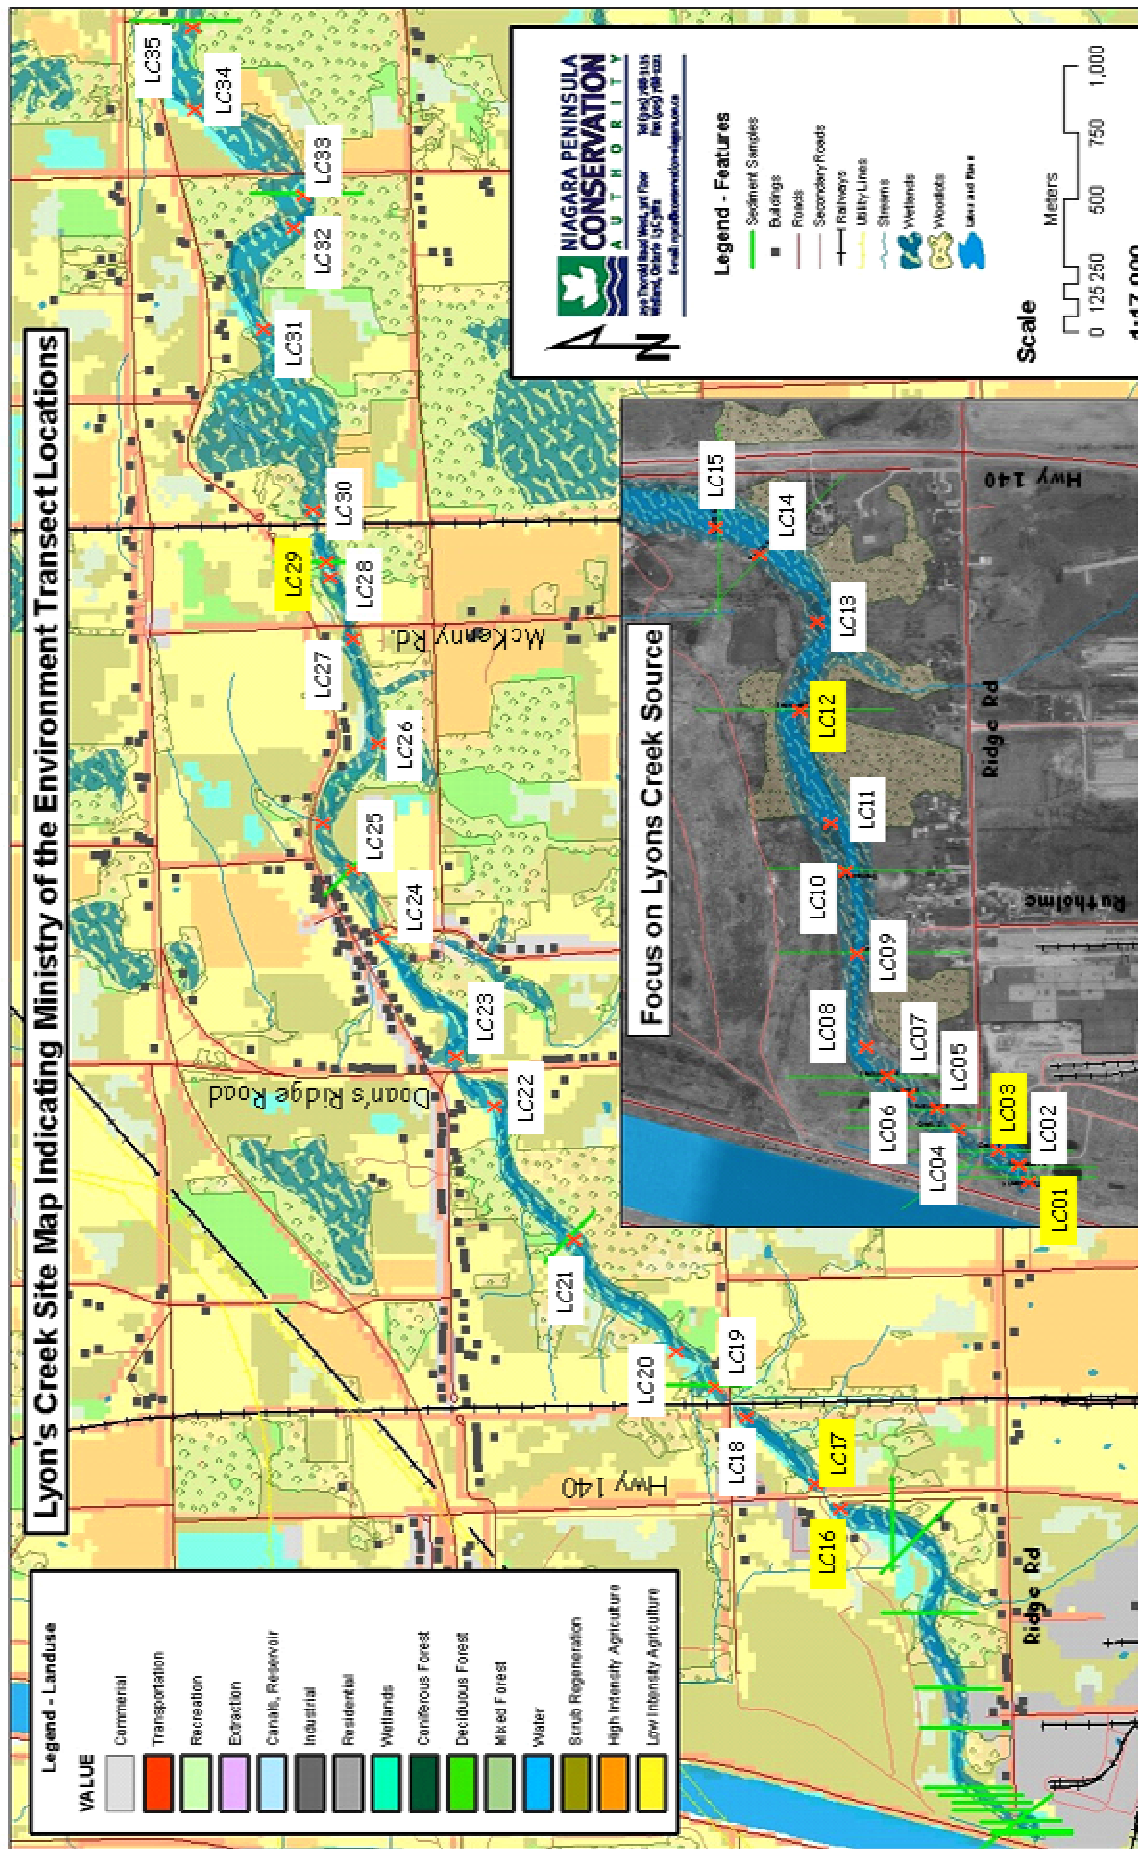 Lyon's Creek Site Map Indicating Ministry of the Environment Transect Locations
Legend - Landuse
VALUE
Commerial
Transportation
Recreation
Extraction
Canals, Reservoir
Industrial
Residential
Wetlands
Coniferous Forest
Deciduous Forest
Mixed Forest
Water
Scrub Regeneration
High Intensity Agriculture
Low Intensity Agriculture
LC16
LC17
LC18
LC19
LC20
LC21
LC22
LC23
LC24
LC25
LC26
LC27
LC28
LC29
LC30
LC31
LC32
LC33
LC34
LC35
Hwy 140
Ridge Rd
Doan's Ridge Road
McKenny Rd.
Focus on Lyons Creek Source
LC01
LC02
LC03
LC04
LC05
LC06
LC07
LC08
LC09
LC10
LC11
LC12
LC13
LC14
LC15
Ridge Rd
Hwy 140
N
NIAGARA PENINSULA
CONSERVATION
AUTHORITY
Legend - Features
Sediment Samples
Buildings
Roads
Secondary Roads
Railways
Utility Lines
Streams
Wetlands
Woodlots
Scale
Meters
0 125 250 500 750 1,000